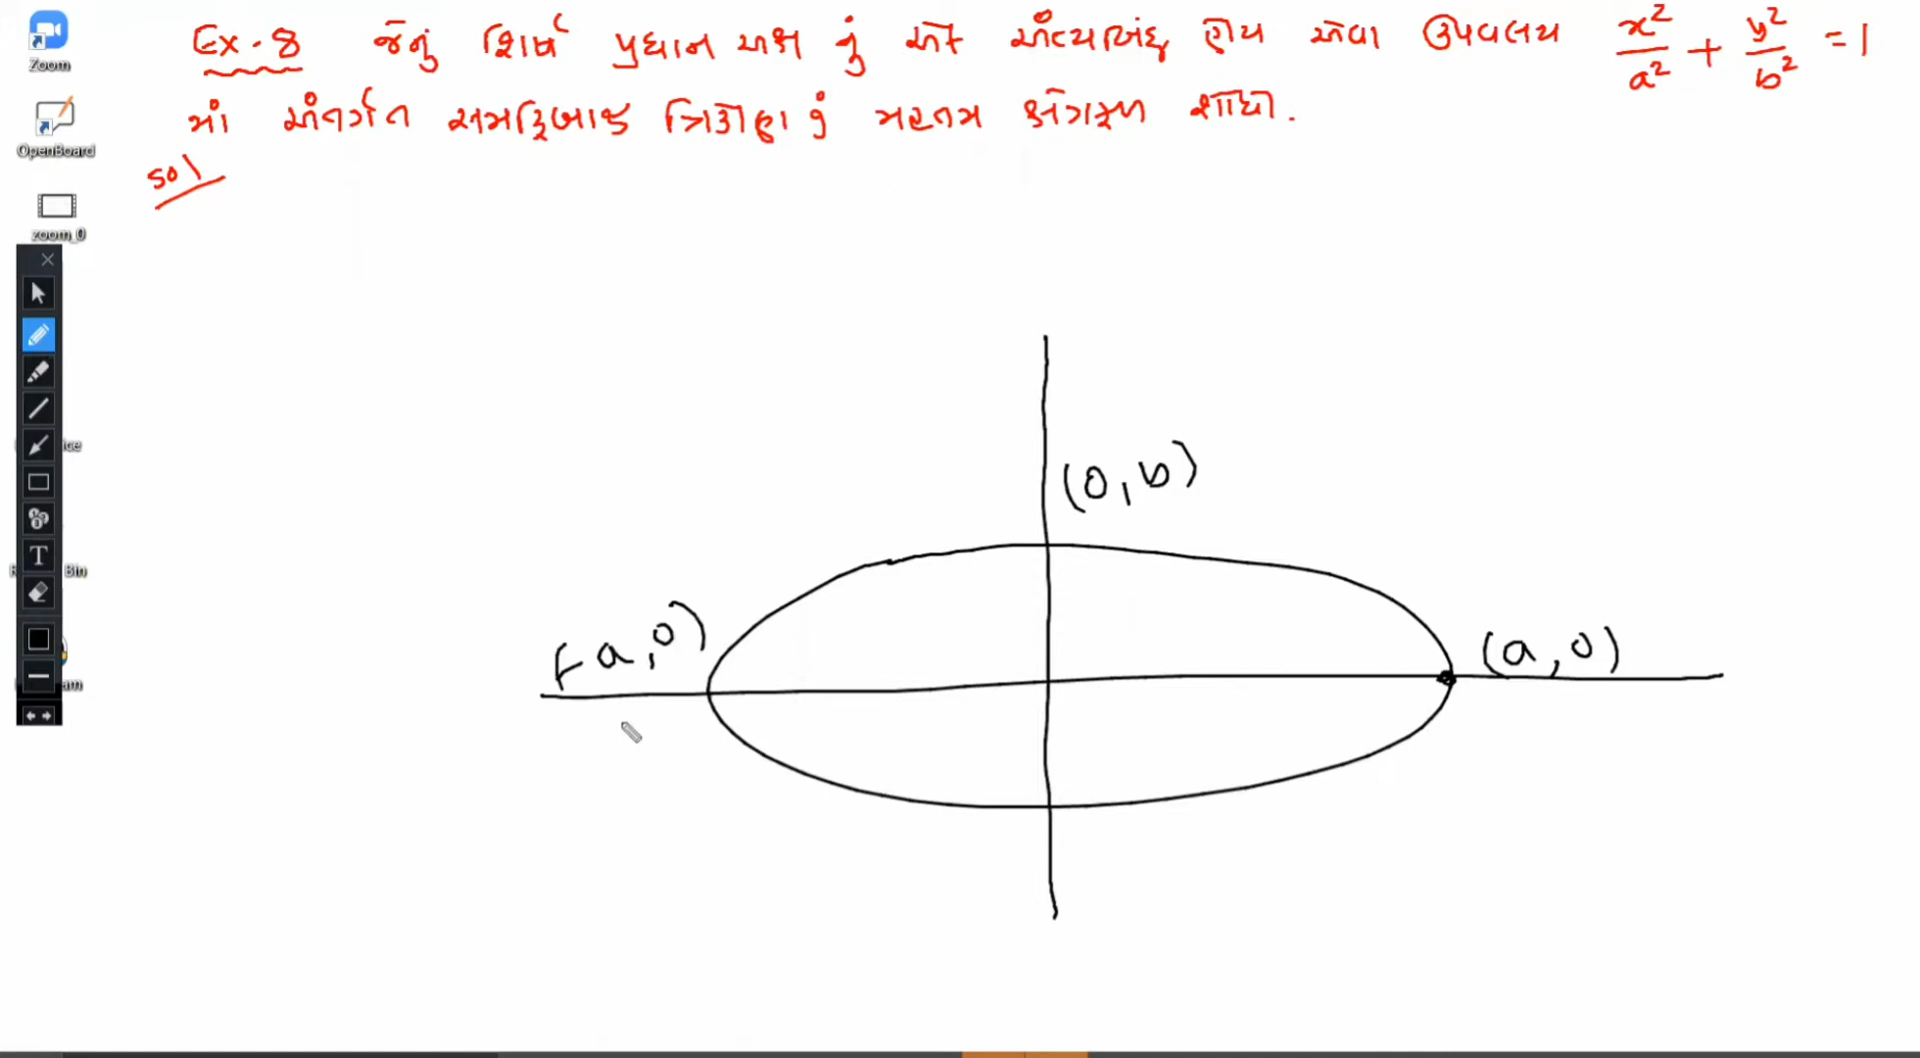 Zoom
OpenBoard
zoom_0
Ex - 8 જેનું શિર્ષ પ્રધાન અક્ષ નું એક અંત્યબિંદુ હોય એવા ઉપવલય x²/a² + y²/b² = 1
માં અંતર્ગત સમદ્વિબાજુ ત્રિકોણ નું મહત્તમ ક્ષેત્રફળ શોધો.
sol
(0, b)
(-a, 0)
(a, 0)
T
Bin